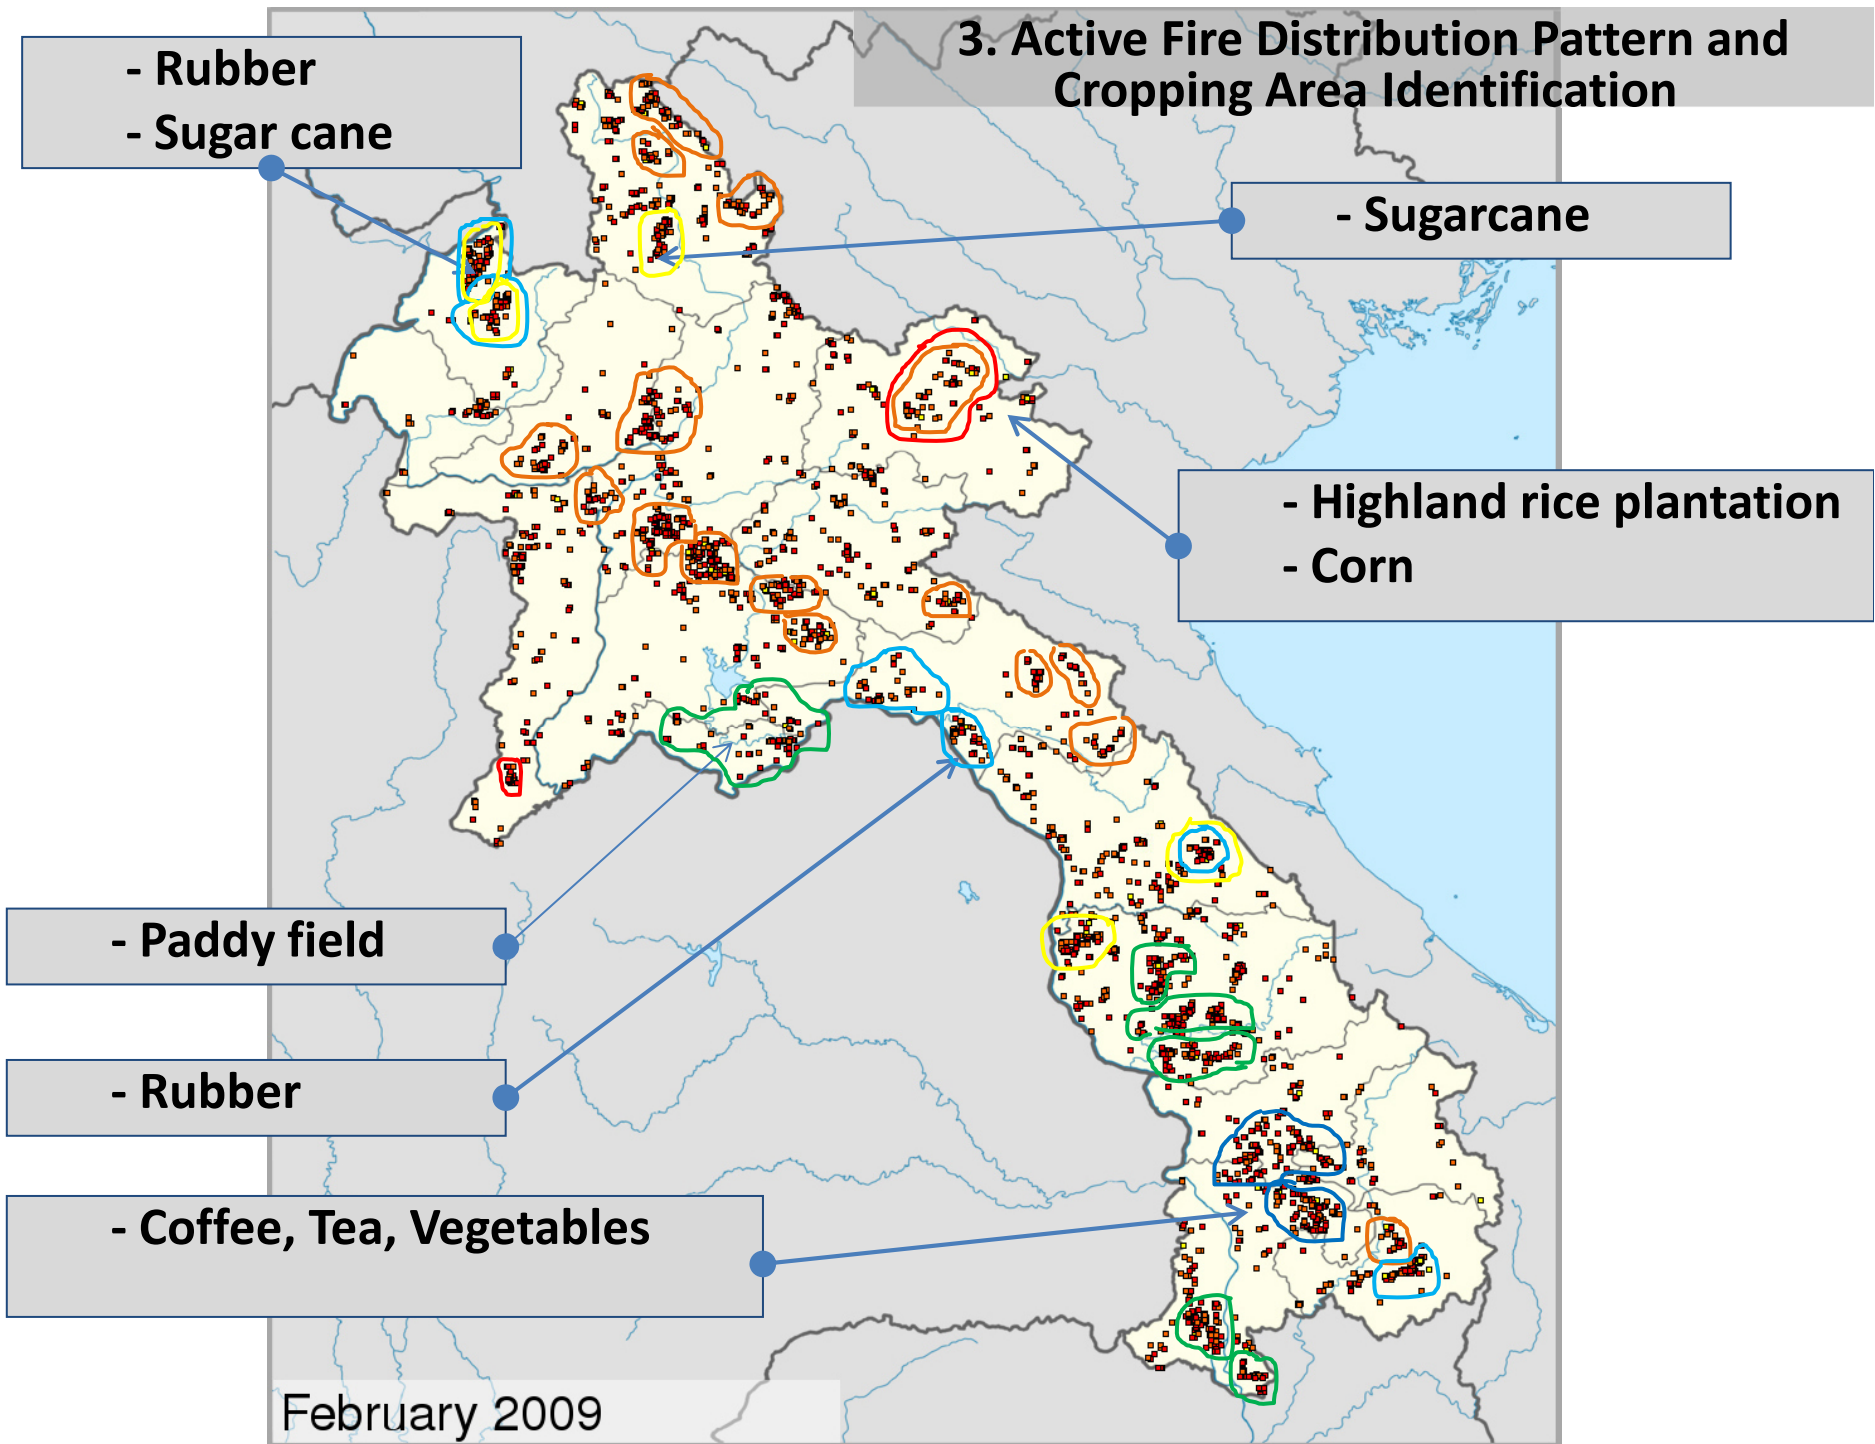 3. Active Fire Distribution Pattern and
Cropping Area Identification
- Rubber
- Sugar cane
- Sugarcane
- Highland rice plantation
- Corn
- Paddy field
- Rubber
- Coffee, Tea, Vegetables
February 2009